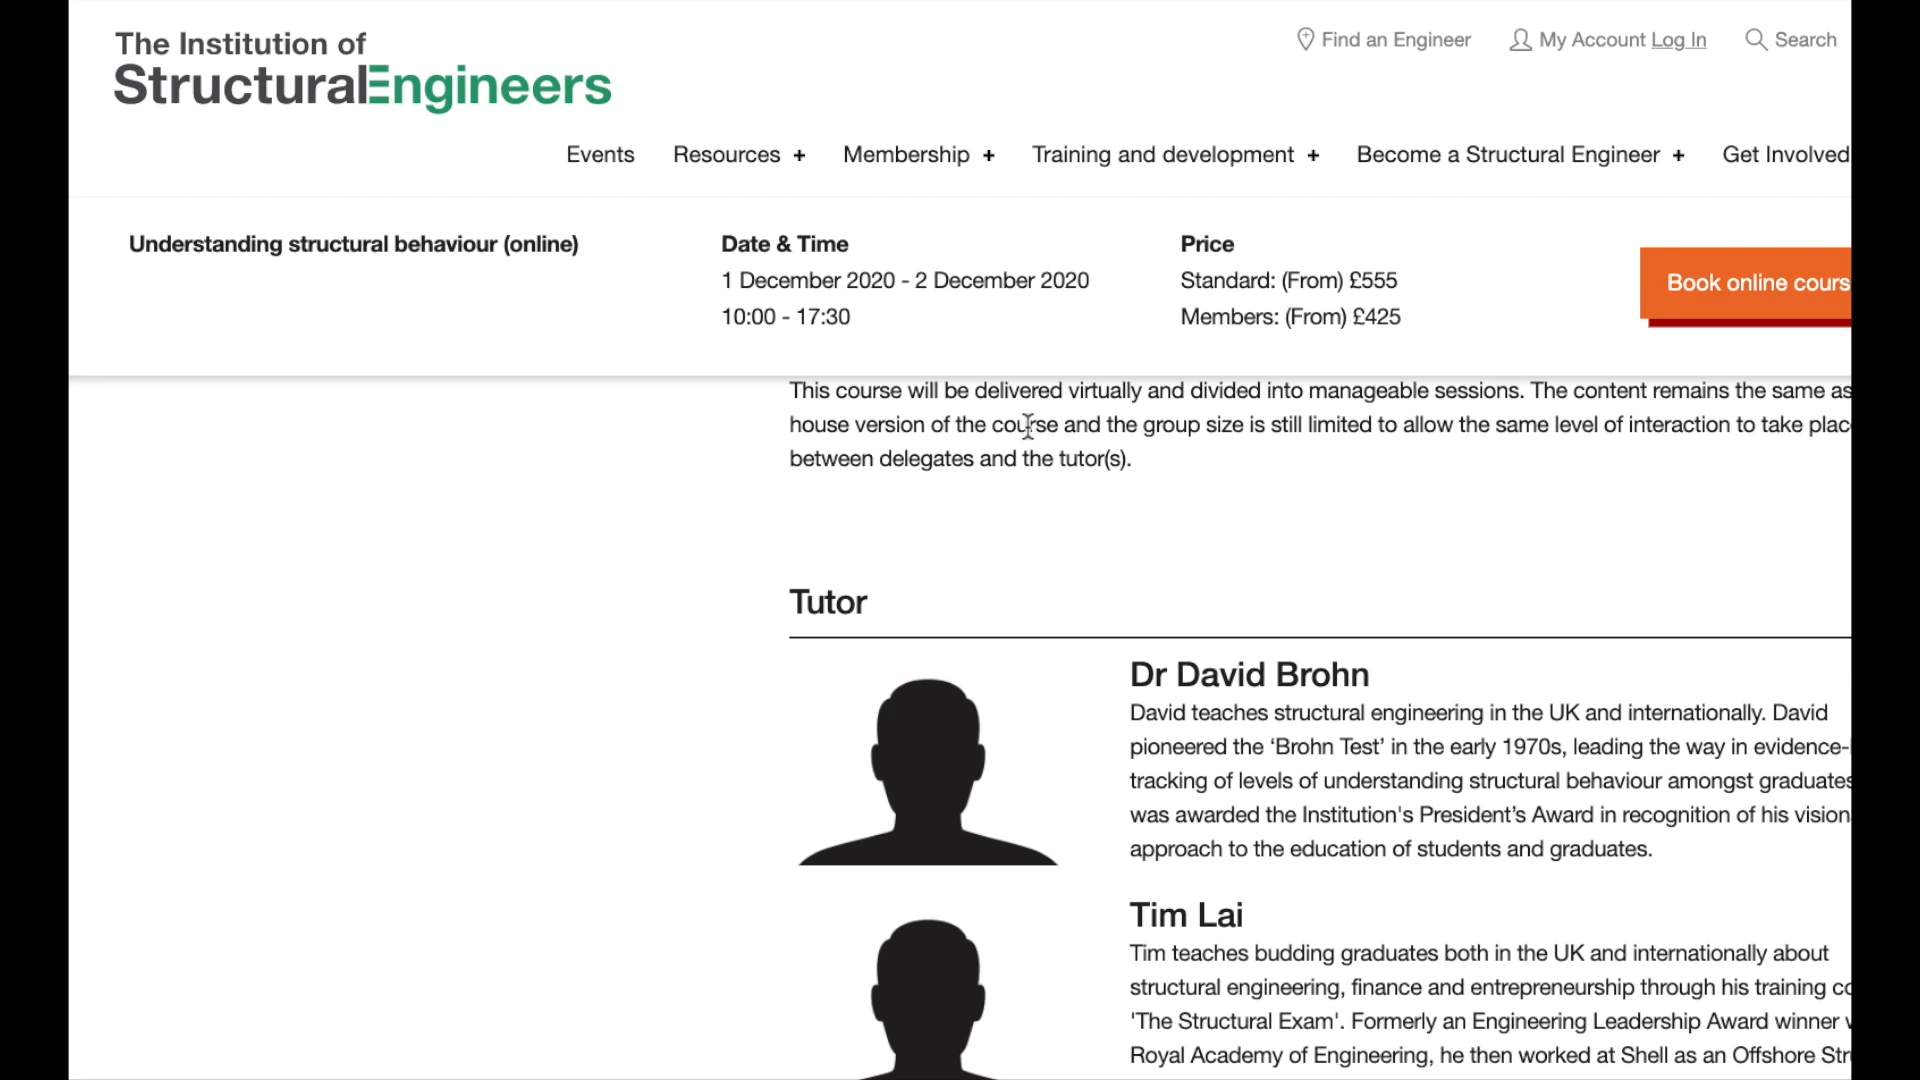 The Institution of
StructuralEngineers
Find an Engineer
My Account Log In
Search
Events
Resources +
Membership +
Training and development +
Become a Structural Engineer +
Get Involved
Understanding structural behaviour (online)
Date & Time
1 December 2020 - 2 December 2020
10:00 - 17:30
Price
Standard: (From) £555
Members: (From) £425
Book online cours
This course will be delivered virtually and divided into manageable sessions. The content remains the same as
house version of the course and the group size is still limited to allow the same level of interaction to take plac
between delegates and the tutor(s).
Tutor
Dr David Brohn
David teaches structural engineering in the UK and internationally. David
pioneered the ‘Brohn Test’ in the early 1970s, leading the way in evidence-
tracking of levels of understanding structural behaviour amongst graduates
was awarded the Institution's President’s Award in recognition of his vision
approach to the education of students and graduates.
Tim Lai
Tim teaches budding graduates both in the UK and internationally about
structural engineering, finance and entrepreneurship through his training co
'The Structural Exam'. Formerly an Engineering Leadership Award winner
Royal Academy of Engineering, he then worked at Shell as an Offshore Str